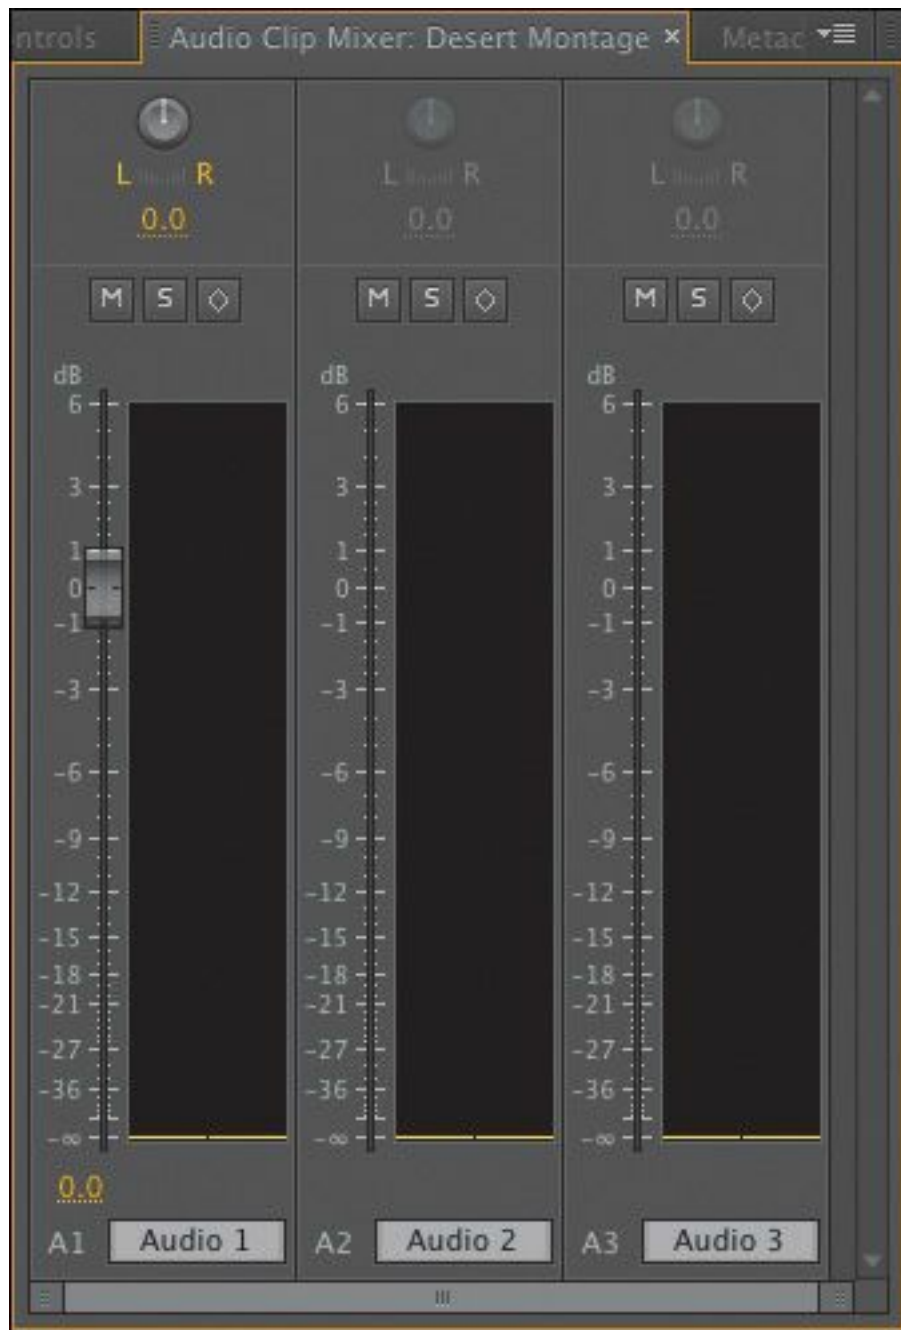 ntrols Audio Clip Mixer: Desert Montage × Metac
L R L R L R
0.0 0.0 0.0
M S M S M S
dB dB dB
6 6 6
3 3 3
1 1 1
0 0 0
-1 -1 -1
-3 -3 -3
-6 -6 -6
-9 -9 -9
-12 -12 -12
-15 -15 -15
-18 -18 -18
-21 -21 -21
-27 -27 -27
-36 -36 -36
-∞ -∞ -∞
0.0
A1 Audio 1 A2 Audio 2 A3 Audio 3